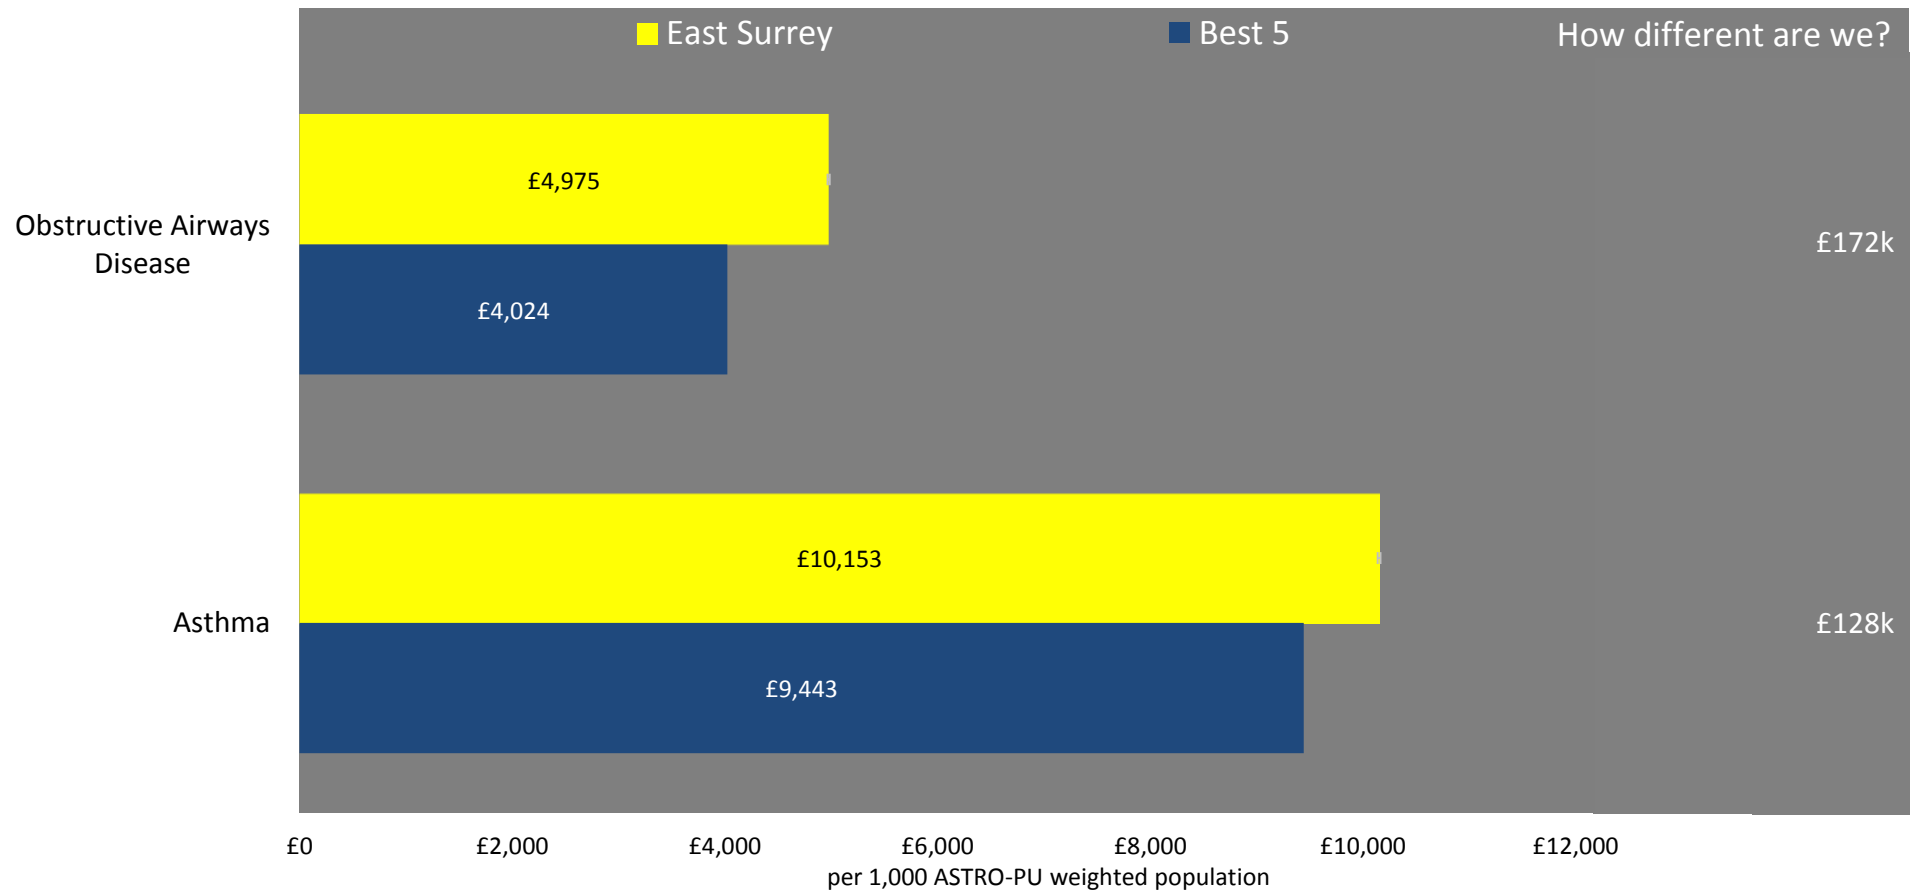 East Surrey
Best 5
How different are we?
Obstructive Airways
Disease
£4,975
£4,024
£172k
Asthma
£10,153
£9,443
£128k
£0
£2,000
£4,000
£6,000
£8,000
£10,000
£12,000
per 1,000 ASTRO-PU weighted population